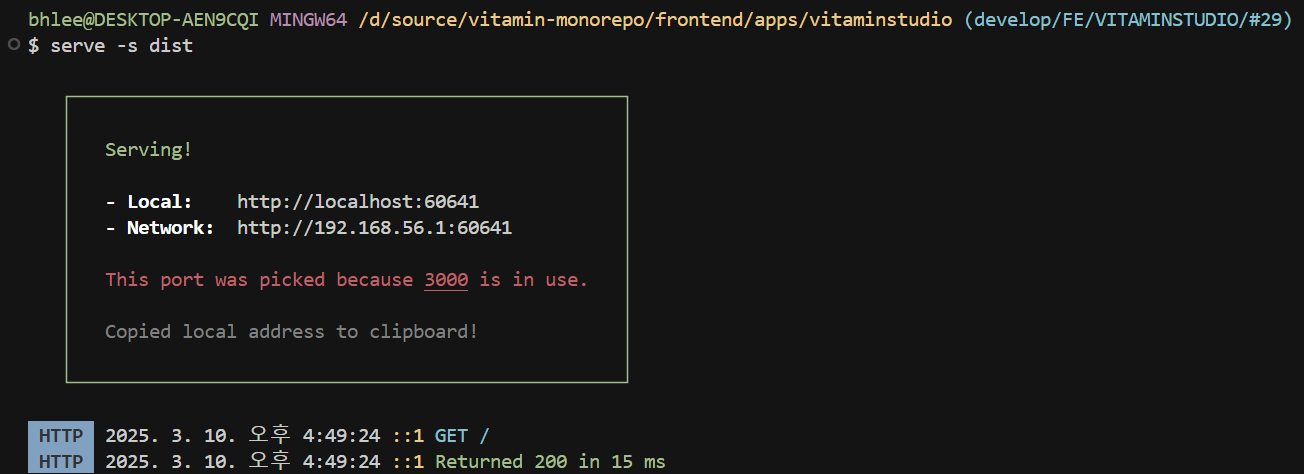 bhlee@DESKTOP-AEN9CQI MINGW64 /d/source/vitamin-monorepo/frontend/apps/vitaminstudio (develop/FE/VITAMINSTUDIO/#29)
$ serve -s dist
Serving!
- Local:    http://localhost:60641
- Network:  http://192.168.56.1:60641
This port was picked because 3000 is in use.
Copied local address to clipboard!
HTTP 2025. 3. 10. 오후 4:49:24 ::1 GET /
HTTP 2025. 3. 10. 오후 4:49:24 ::1 Returned 200 in 15 ms